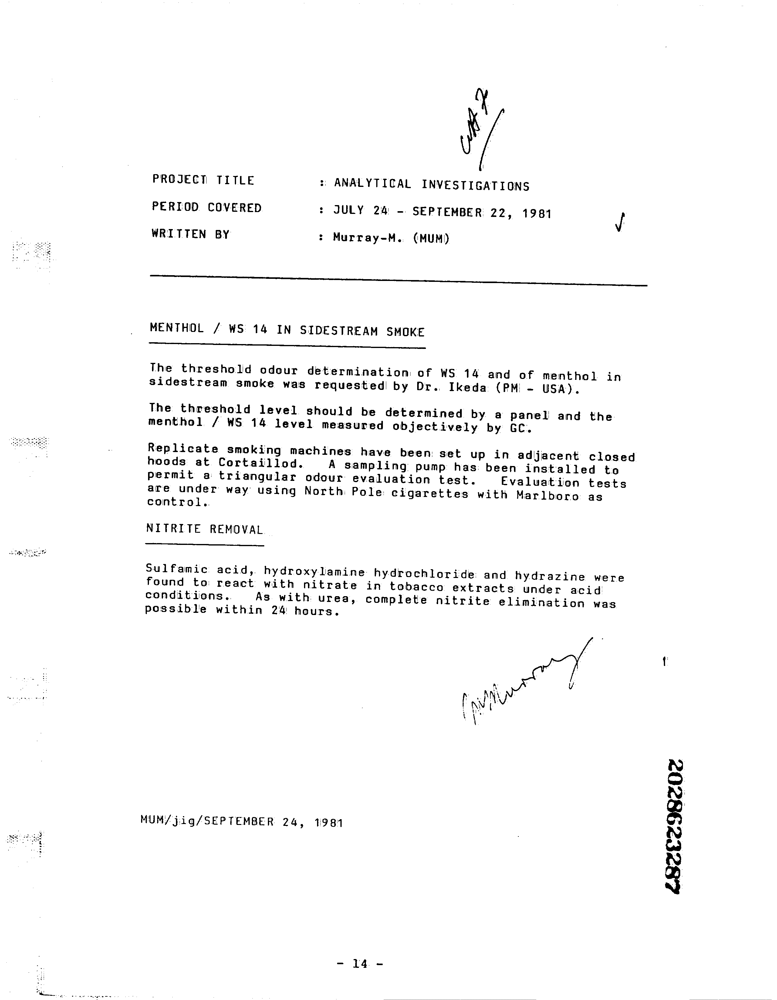 PROJECT TITLE : ANALYTICAL INVESTIGATIONS
PERIOD COVERED : JULY 24 - SEPTEMBER 22, 1981
WRITTEN BY : Murray-M. (MUM)
MENTHOL / WS 14 IN SIDESTREAM SMOKE
The threshold odour determination of WS 14 and of menthol in
sidestream smoke was requested by Dr. Ikeda (PM - USA).
The threshold level should be determined by a panel and the
menthol / WS 14 level measured objectively by GC.
Replicate smoking machines have been set up in adjacent closed
hoods at Cortaillod. A sampling pump has been installed to
permit a triangular odour evaluation test. Evaluation tests
are under way using North Pole cigarettes with Marlboro as
control.
NITRITE REMOVAL
Sulfamic acid, hydroxylamine hydrochloride and hydrazine were
found to react with nitrate in tobacco extracts under acid
conditions. As with urea, complete nitrite elimination was
possible within 24 hours.
Murray
MUM/jig/SEPTEMBER 24, 1981
2028623287
- 14 -